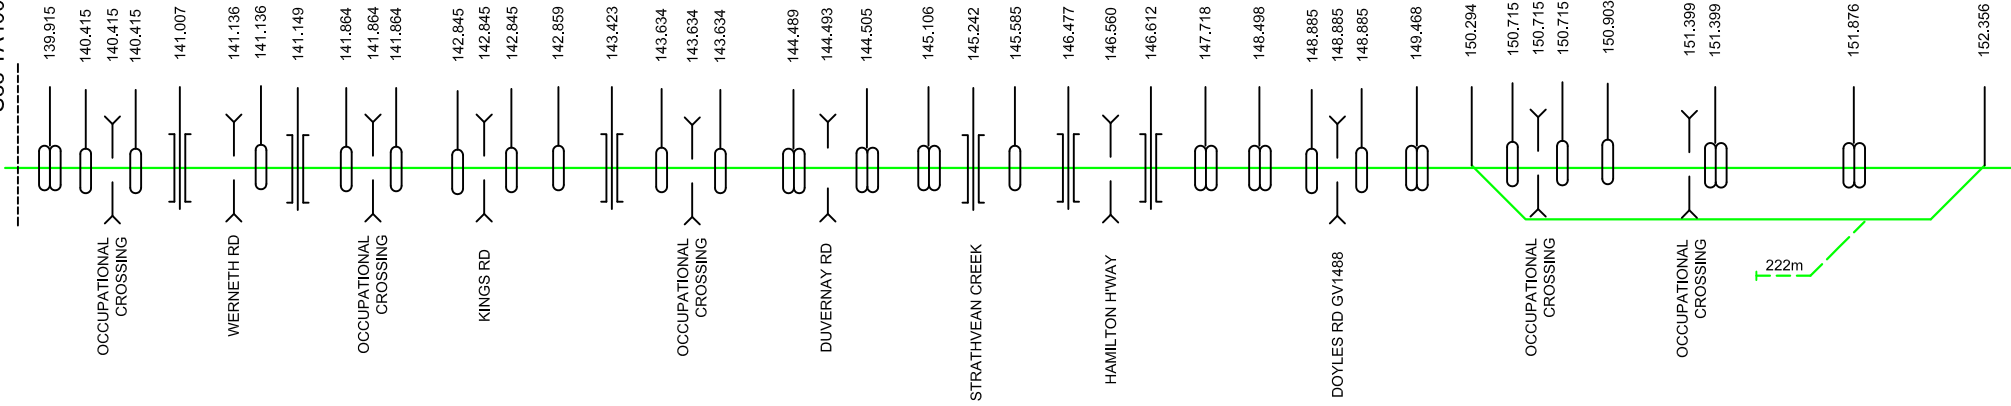 139.915
140.415
140.415
140.415
141.007
141.136
141.136
141.149
141.864
141.864
141.864
142.845
142.845
142.845
142.859
143.423
143.634
143.634
143.634
144.489
144.493
144.505
145.106
145.242
145.585
146.477
146.560
146.612
147.718
148.498
148.885
148.885
148.885
149.468
150.294
150.715
150.715
150.715
150.903
151.399
151.399
151.876
152.356
OCCUPATIONAL
CROSSING
WERNETH RD
OCCUPATIONAL
CROSSING
KINGS RD
OCCUPATIONAL
CROSSING
DUVERNAY RD
STRATHVEAN CREEK
HAMILTON H'WAY
DOYLES RD GV1488
OCCUPATIONAL
CROSSING
OCCUPATIONAL
CROSSING
222m